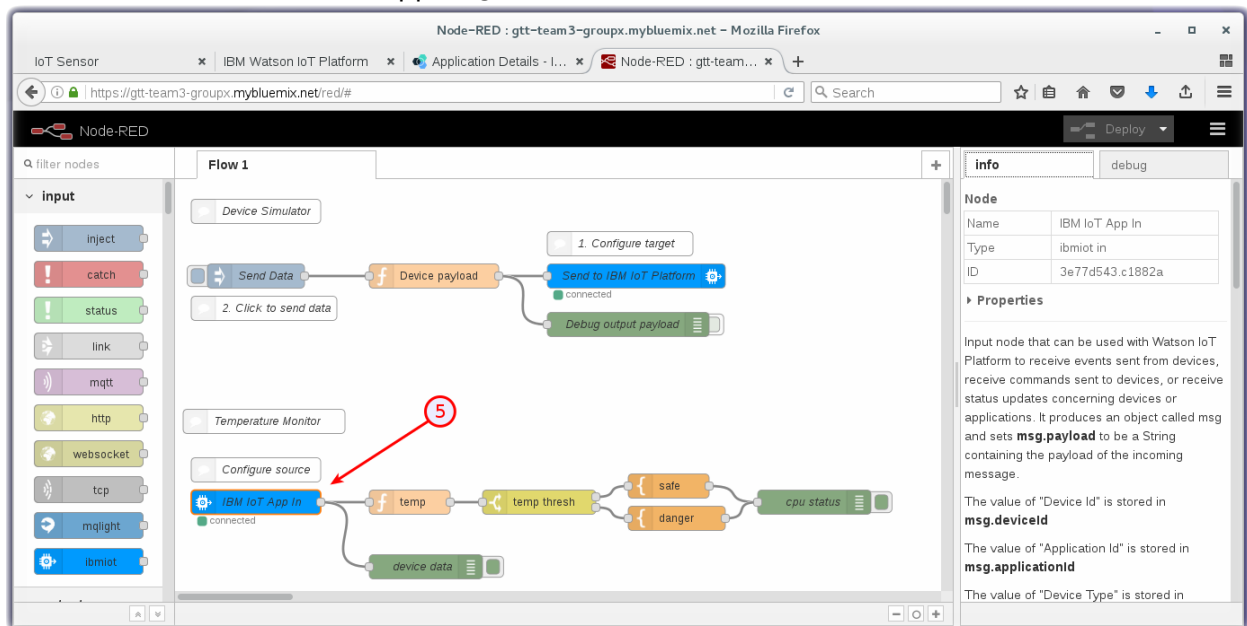 Node-RED : gtt-team3-groupx.mybluemix.net - Mozilla Firefox
IoT Sensor
IBM Watson IoT Platform
Application Details - I...
Node-RED : gtt-team...
https://gtt-team3-groupx.mybluemix.net/red/#
Search
Node-RED
Deploy
filter nodes
input
inject
catch
status
link
mqtt
http
websocket
tcp
mqlight
ibmiot
Flow 1
Device Simulator
1. Configure target
Send Data
Device payload
Send to IBM IoT Platform
connected
2. Click to send data
Debug output payload
5
Temperature Monitor
Configure source
IBM IoT App In
connected
temp
temp thresh
safe
danger
cpu status
device data
info
debug
Node
Name IBM IoT App In
Type ibmiot in
ID 3e77d543.c1882a
Properties
Input node that can be used with Watson IoT
Platform to receive events sent from devices,
receive commands sent to devices, or receive
status updates concerning devices or
applications. It produces an object called msg
and sets msg.payload to be a String
containing the payload of the incoming
message.
The value of "Device Id" is stored in
msg.deviceId
The value of "Application Id" is stored in
msg.applicationId
The value of "Device Type" is stored in